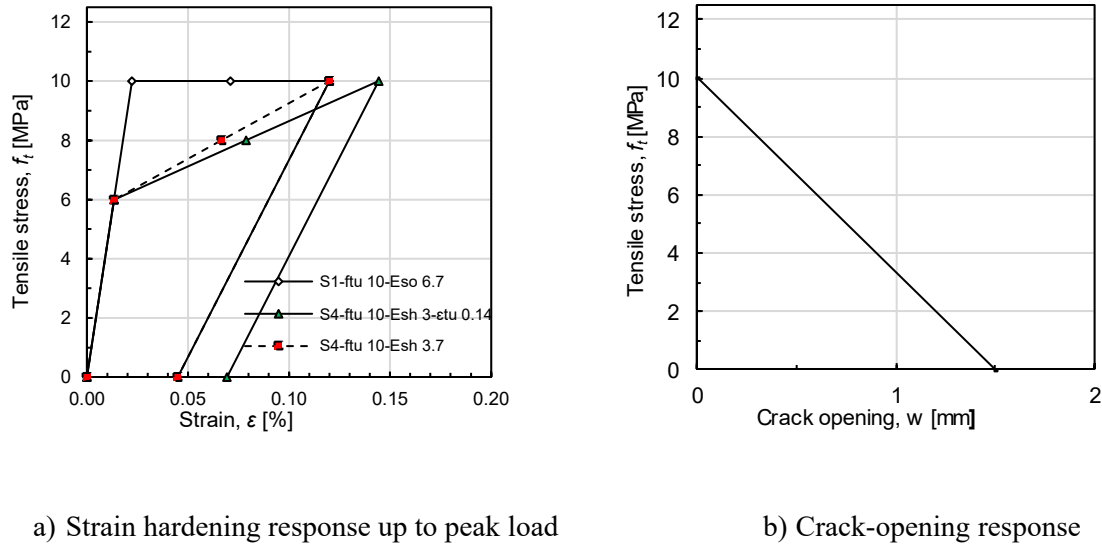 12
10
8
6
4
2
0
Tensile stress, fₜ [MPa]
S1-ftu 10-Eso 6.7
S4-ftu 10-Esh 3-εtu 0.14
S4-ftu 10-Esh 3.7
0.00 0.05 0.10 0.15 0.20
Strain, ε [%]
12
10
8
6
4
2
0
Tensile stress, fₜ [MPa]
0 1 2
Crack opening, w [mm]
a) Strain hardening response up to peak load
b) Crack-opening response